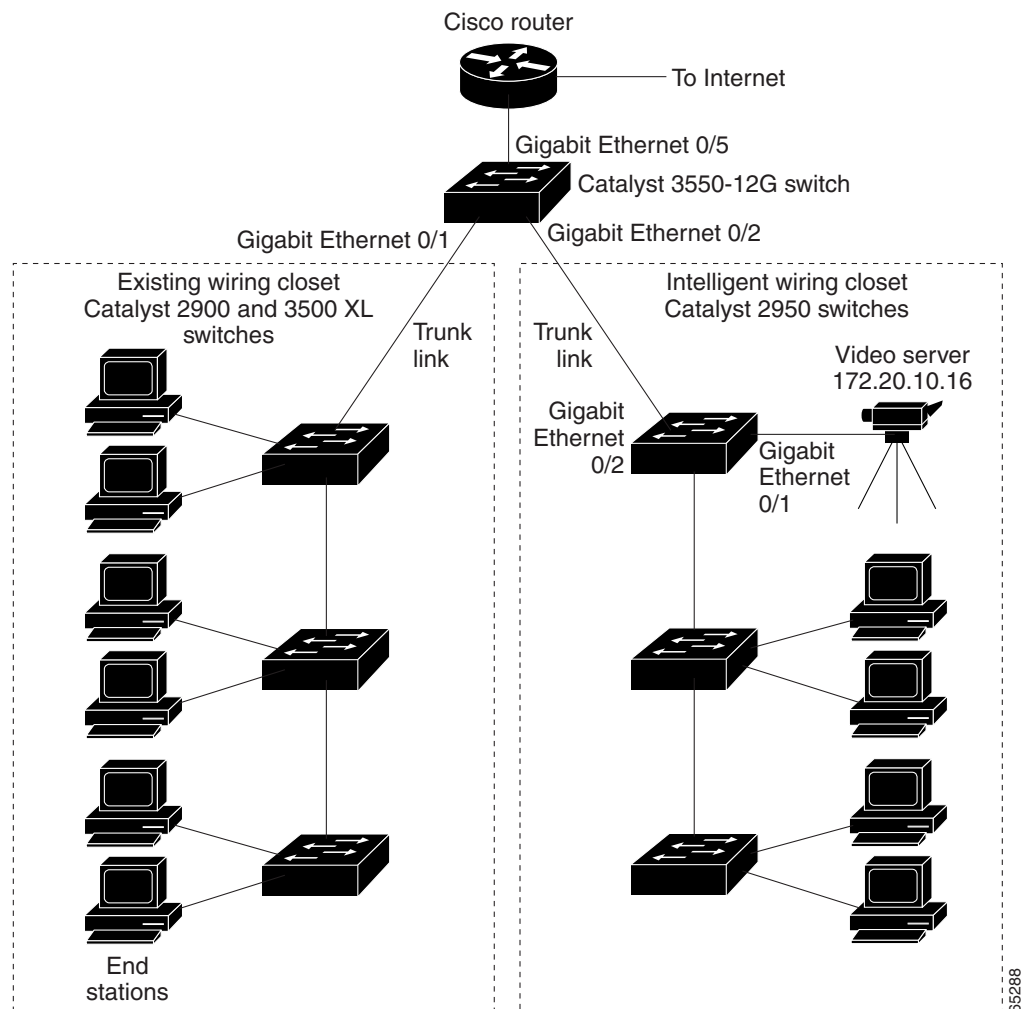 Cisco router
To Internet
Gigabit Ethernet 0/5
Catalyst 3550-12G switch
Gigabit Ethernet 0/1
Gigabit Ethernet 0/2
Existing wiring closet
Catalyst 2900 and 3500 XL
switches
Intelligent wiring closet
Catalyst 2950 switches
Trunk
link
Trunk
link
Video server
172.20.10.16
Gigabit
Ethernet
0/2
Gigabit
Ethernet
0/1
End
stations
65288